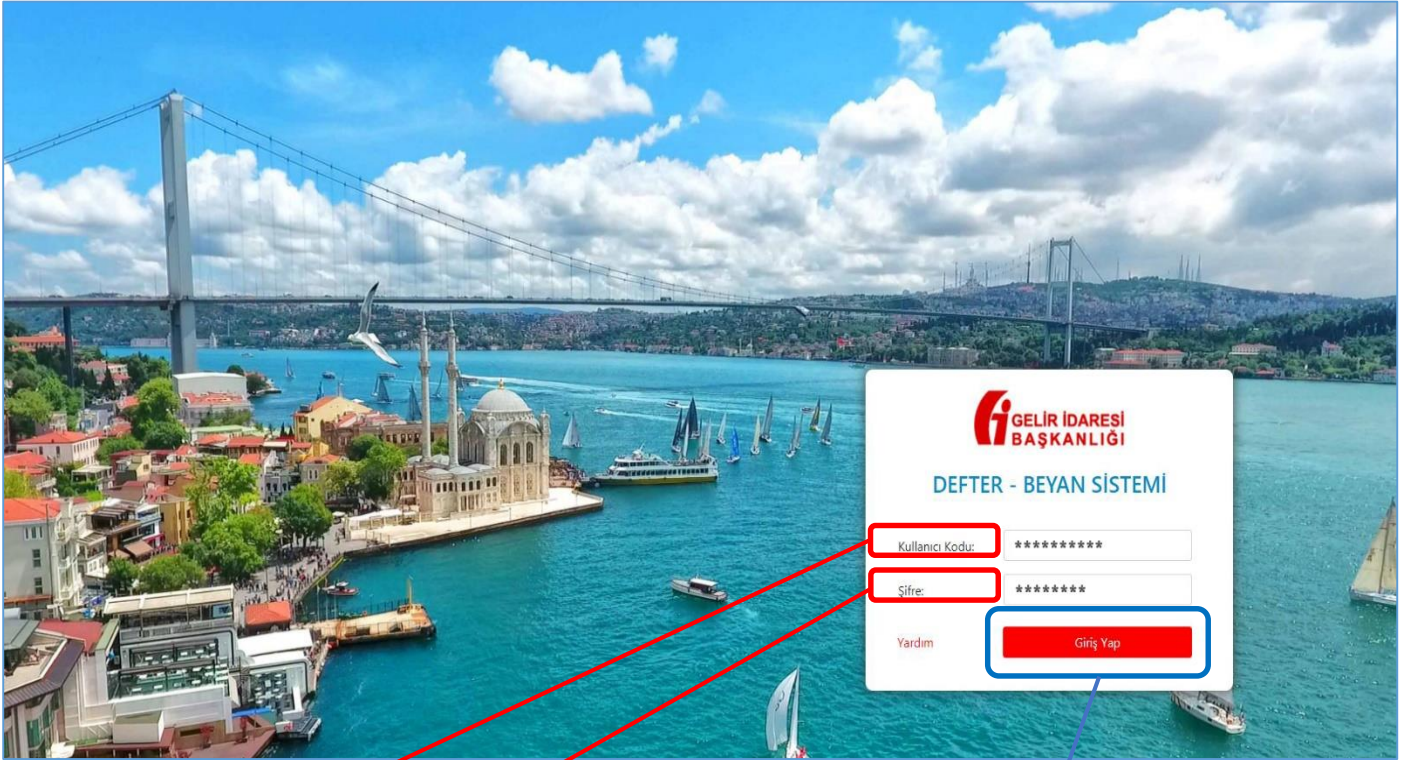 GELİR İDARESİ
BAŞKANLIĞI
DEFTER - BEYAN SİSTEMİ
Kullanıcı Kodu: **********
Şifre: ********
Yardım Giriş Yap